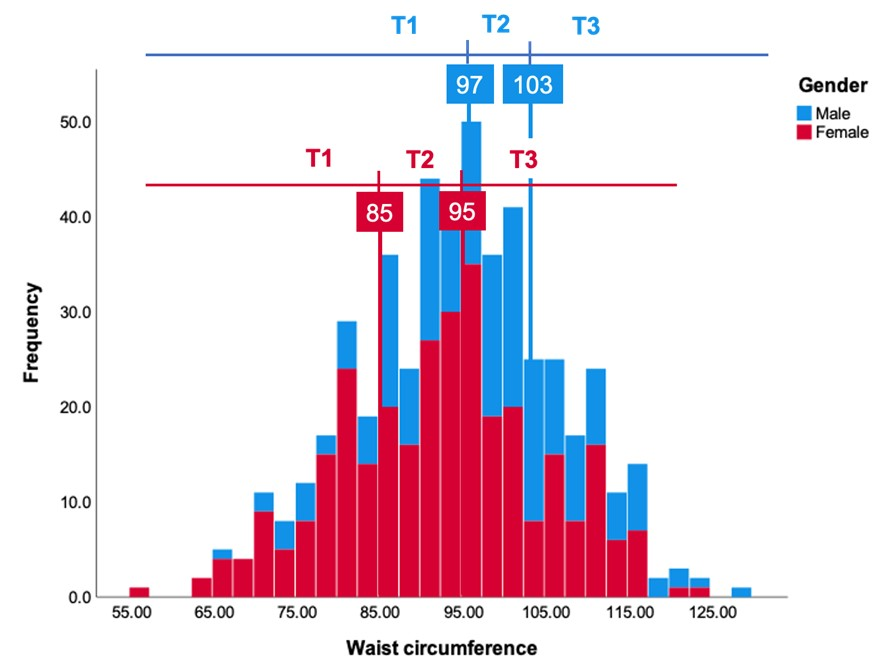 T1 T2 T3
97 103
Gender
Male
Female
T1 T2 T3
85 95
50.0
40.0
30.0
20.0
10.0
0.0
Frequency
55.00 65.00 75.00 85.00 95.00 105.00 115.00 125.00
Waist circumference